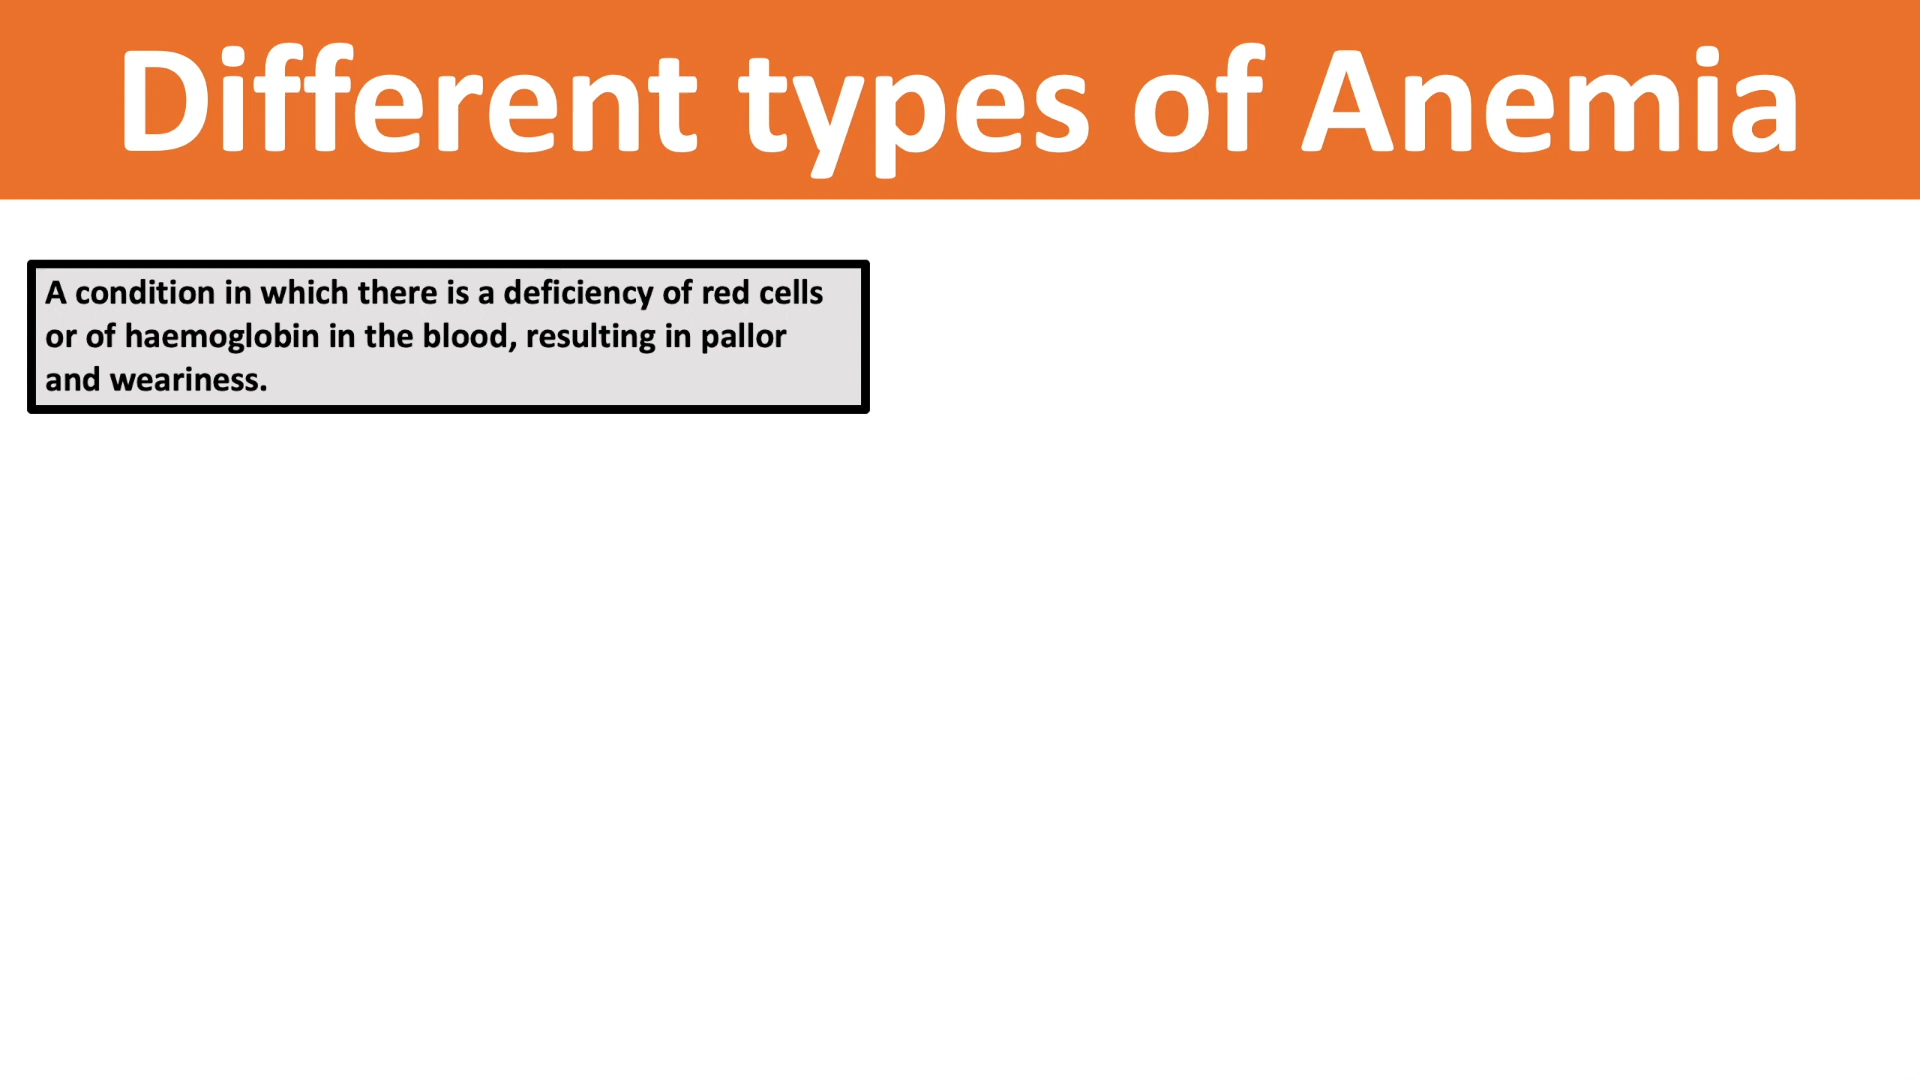 Different types of Anemia
A condition in which there is a deficiency of red cells
or of haemoglobin in the blood, resulting in pallor
and weariness.